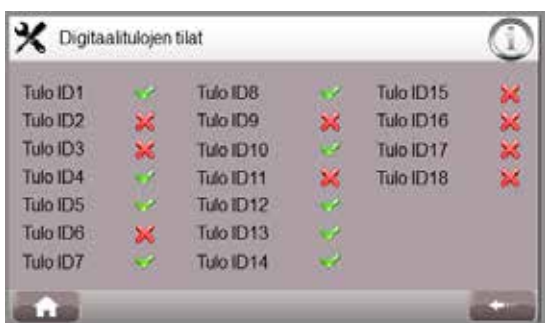 Digitaalitulojen tilat
Tulo ID1
Tulo ID2
Tulo ID3
Tulo ID4
Tulo ID5
Tulo ID6
Tulo ID7
Tulo ID8
Tulo ID9
Tulo ID10
Tulo ID11
Tulo ID12
Tulo ID13
Tulo ID14
Tulo ID15
Tulo ID16
Tulo ID17
Tulo ID18